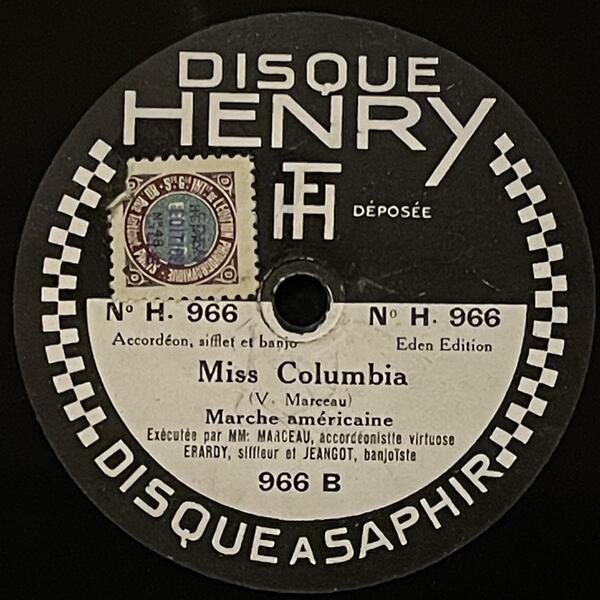 DISQUE
HENRY
DÉPOSÉE
Nº H. 966
Nº H. 966
Accordéon, sifflet et banjo
Eden Edition
Miss Columbia
(V. Marceau)
Marche américaine
Exécutée par MM: MARCEAU, accordéoniste virtuose
ERARDY, siffleur et JEANGOT, banjoïste
966 B
DISQUE A SAPHIR